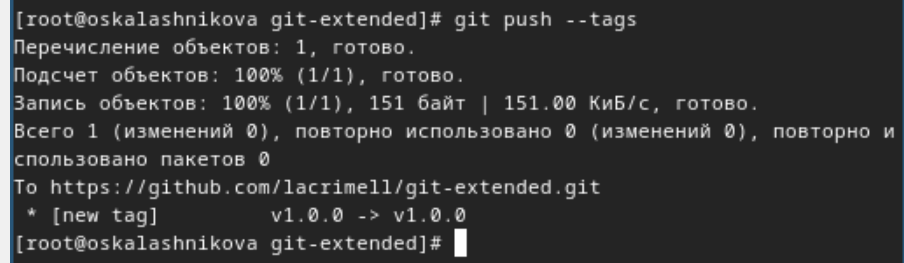 [root@oskalashnikova git-extended]# git push --tags
Перечисление объектов: 1, готово.
Подсчет объектов: 100% (1/1), готово.
Запись объектов: 100% (1/1), 151 байт | 151.00 КиБ/с, готово.
Всего 1 (изменений 0), повторно использовано 0 (изменений 0), повторно и
спользовано пакетов 0
To https://github.com/lacrimell/git-extended.git
 * [new tag]         v1.0.0 -> v1.0.0
[root@oskalashnikova git-extended]#